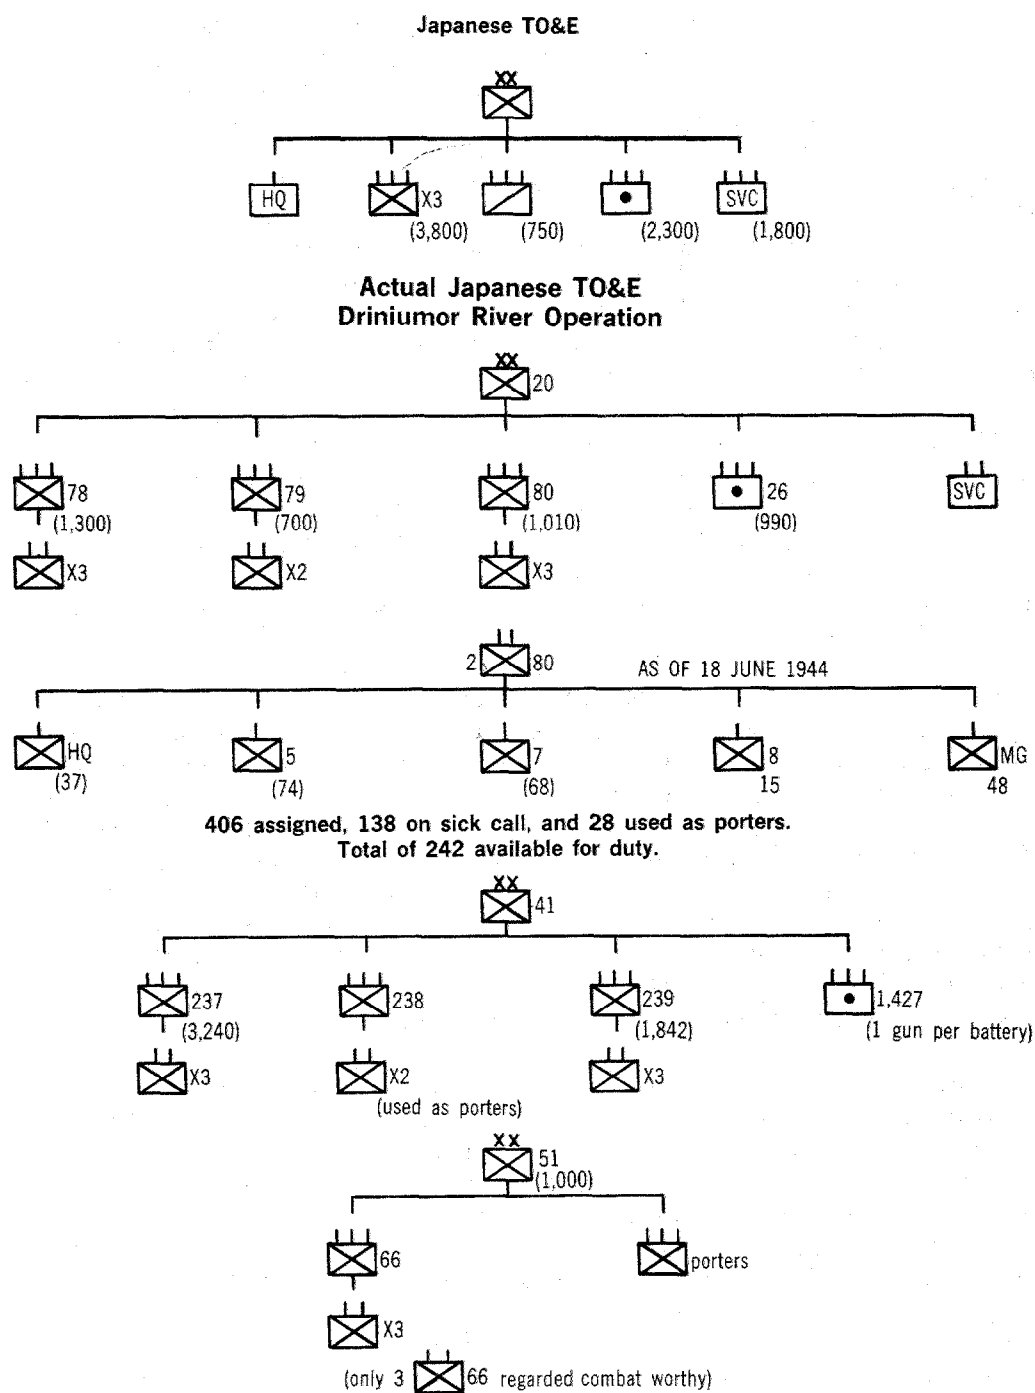 Japanese TO&E
XX
HQ X3 SVC
(3,800) (750) (2,300) (1,800)
Actual Japanese TO&E
Driniumor River Operation
XX
20
78 79 80 26 SVC
(1,300) (700) (1,010) (990)
X3 X2 X3
2 80 AS OF 18 JUNE 1944
HQ 5 7 8 MG
(37) (74) (68) 15 48
406 assigned, 138 on sick call, and 28 used as porters.
Total of 242 available for duty.
XX
41
237 238 239 1,427
(3,240) (1,842) (1 gun per battery)
X3 X2 X3
(used as porters)
XX
51
(1,000)
66 porters
X3
(only 3 66 regarded combat worthy)